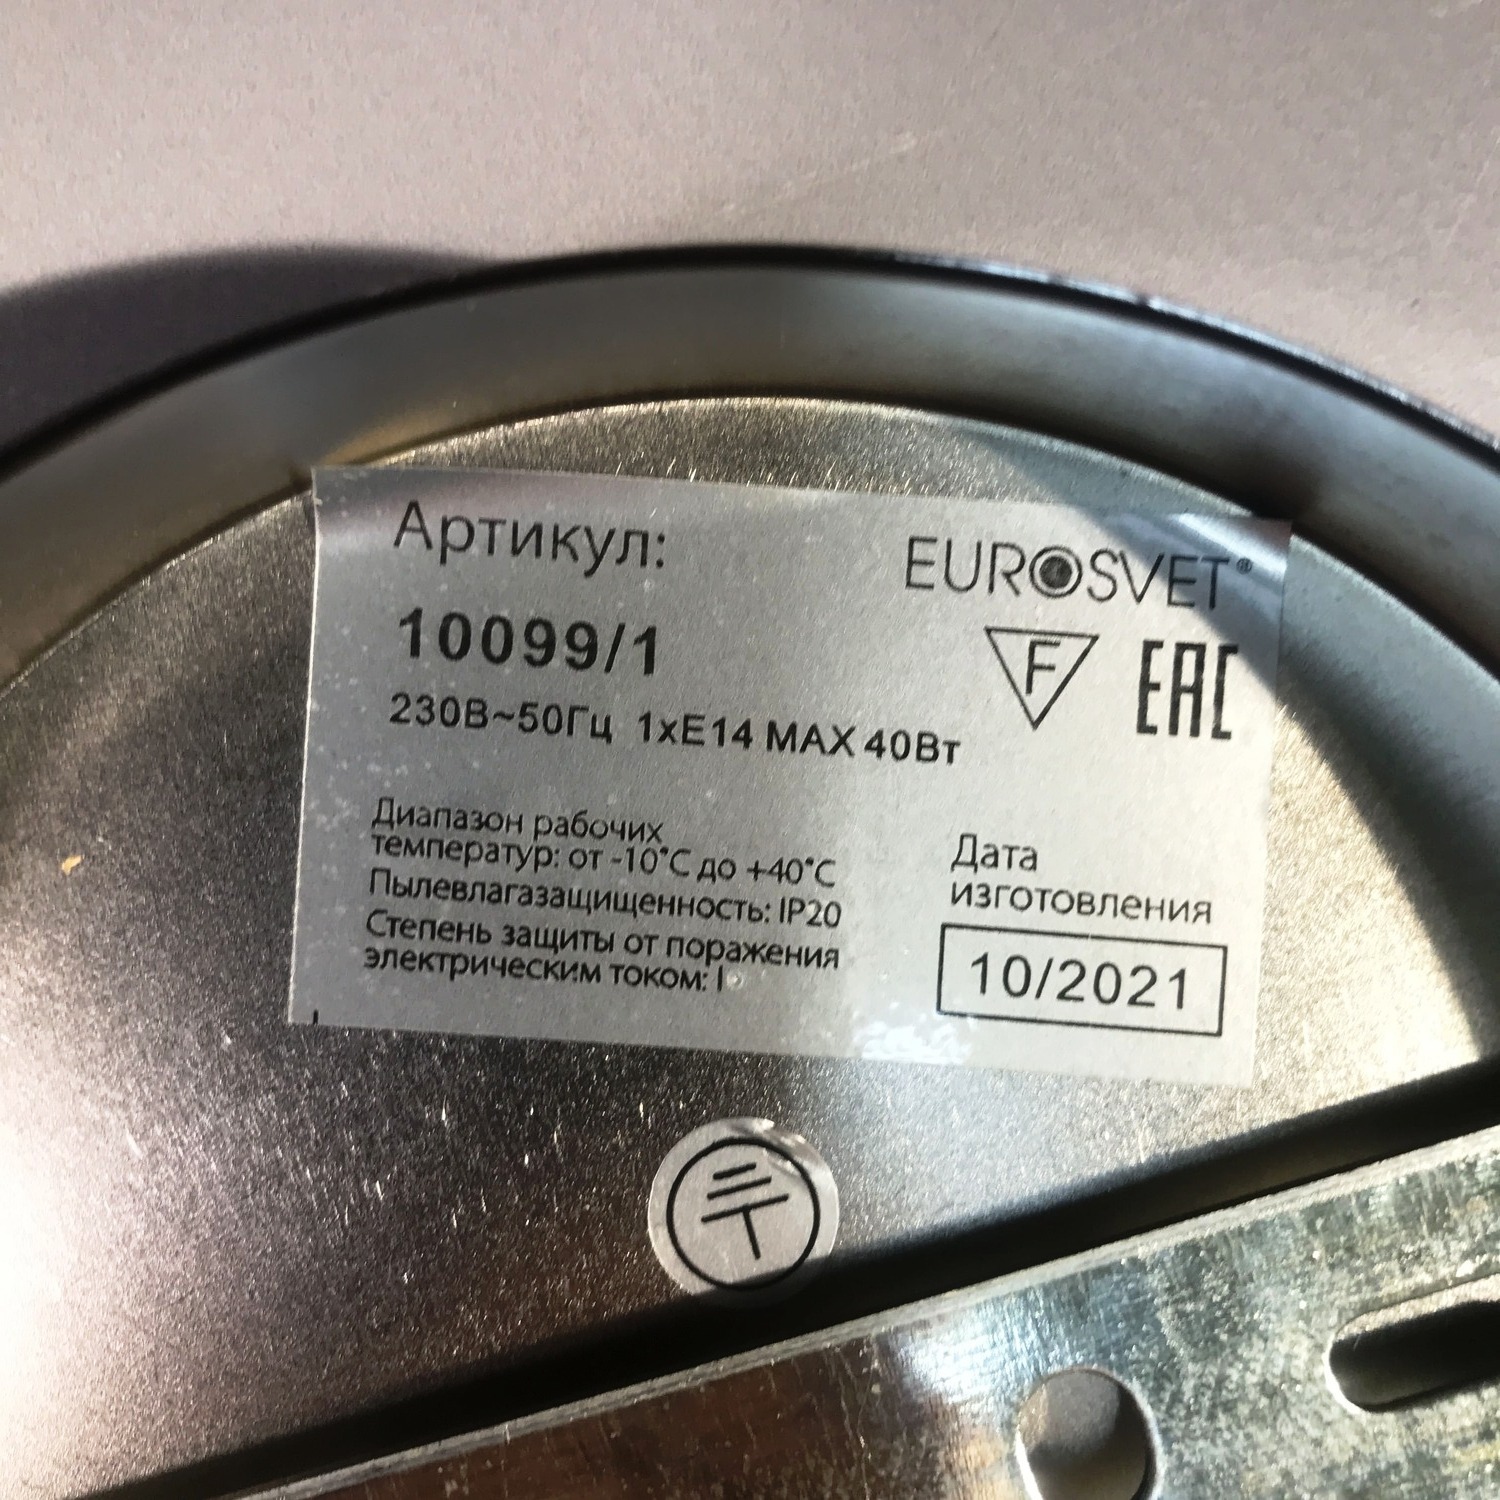 Артикул:
EUROSVET®
10099/1
F
EAC
230В~50Гц 1xE14 MAX 40Вт
Диапазон рабочих
температур: от -10°C до +40°C
Пылевлагазащищенность: IP20
Степень защиты от поражения
электрическим током: I
Дата
изготовления
10/2021